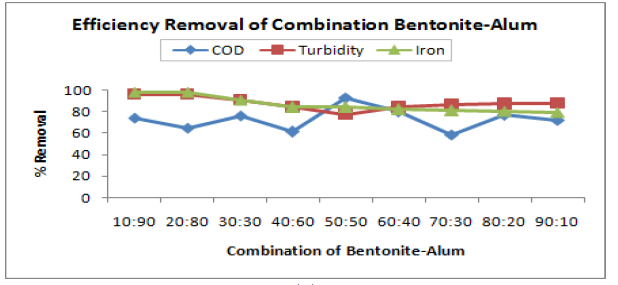 Efficiency Removal of Combination Bentonite-Alum
COD Turbidity Iron
100
80
60
40
20
0
% Removal
10:90 20:80 30:30 40:60 50:50 60:40 70:30 80:20 90:10
Combination of Bentonite-Alum